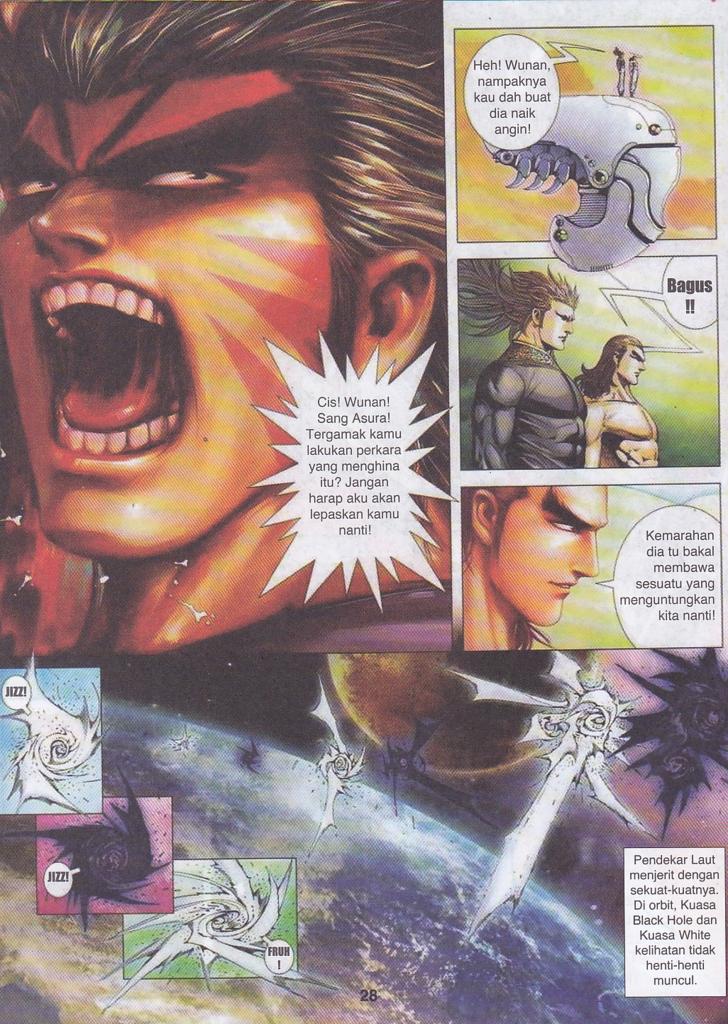 Cis! Wunan!
Sang Asura!
Tergamak kamu
lakukan perkara
yang menghina
itu? Jangan
harap aku akan
lepaskan kamu
nanti!
Heh! Wunan,
nampaknya
kau dah buat
dia naik
angin!
Bagus
!!
Kemarahan
dia tu bakal
membawa
sesuatu yang
menguntungkan
kita nanti!
JIZZ!
JIZZ!
FRUH
!
Pendekar Laut
menjerit dengan
sekuat-kuatnya.
Di orbit, Kuasa
Black Hole dan
Kuasa White
kelihatan tidak
henti-henti
muncul.
28